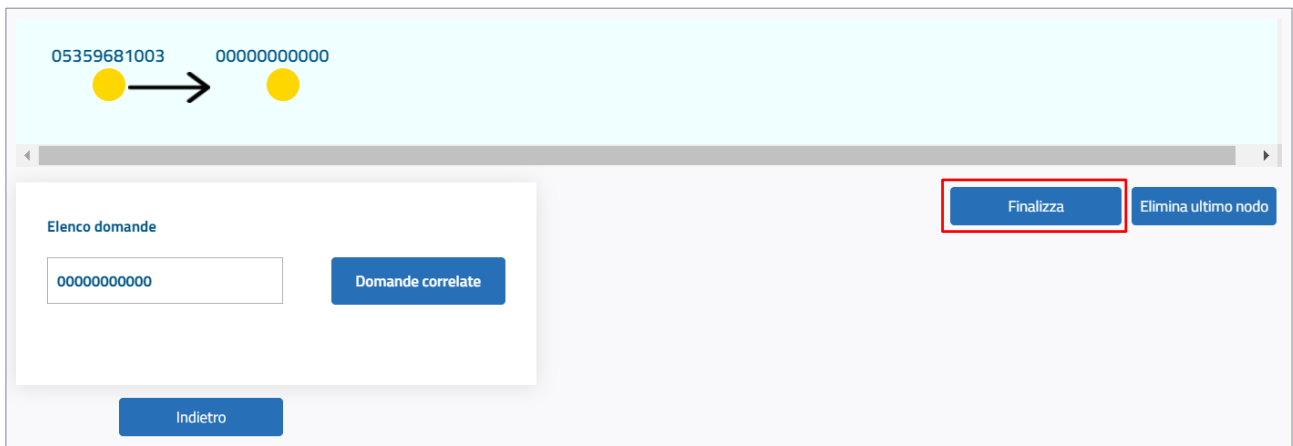 05359681003 00000000000
Finalizza Elimina ultimo nodo
Elenco domande
00000000000 Domande correlate
Indietro